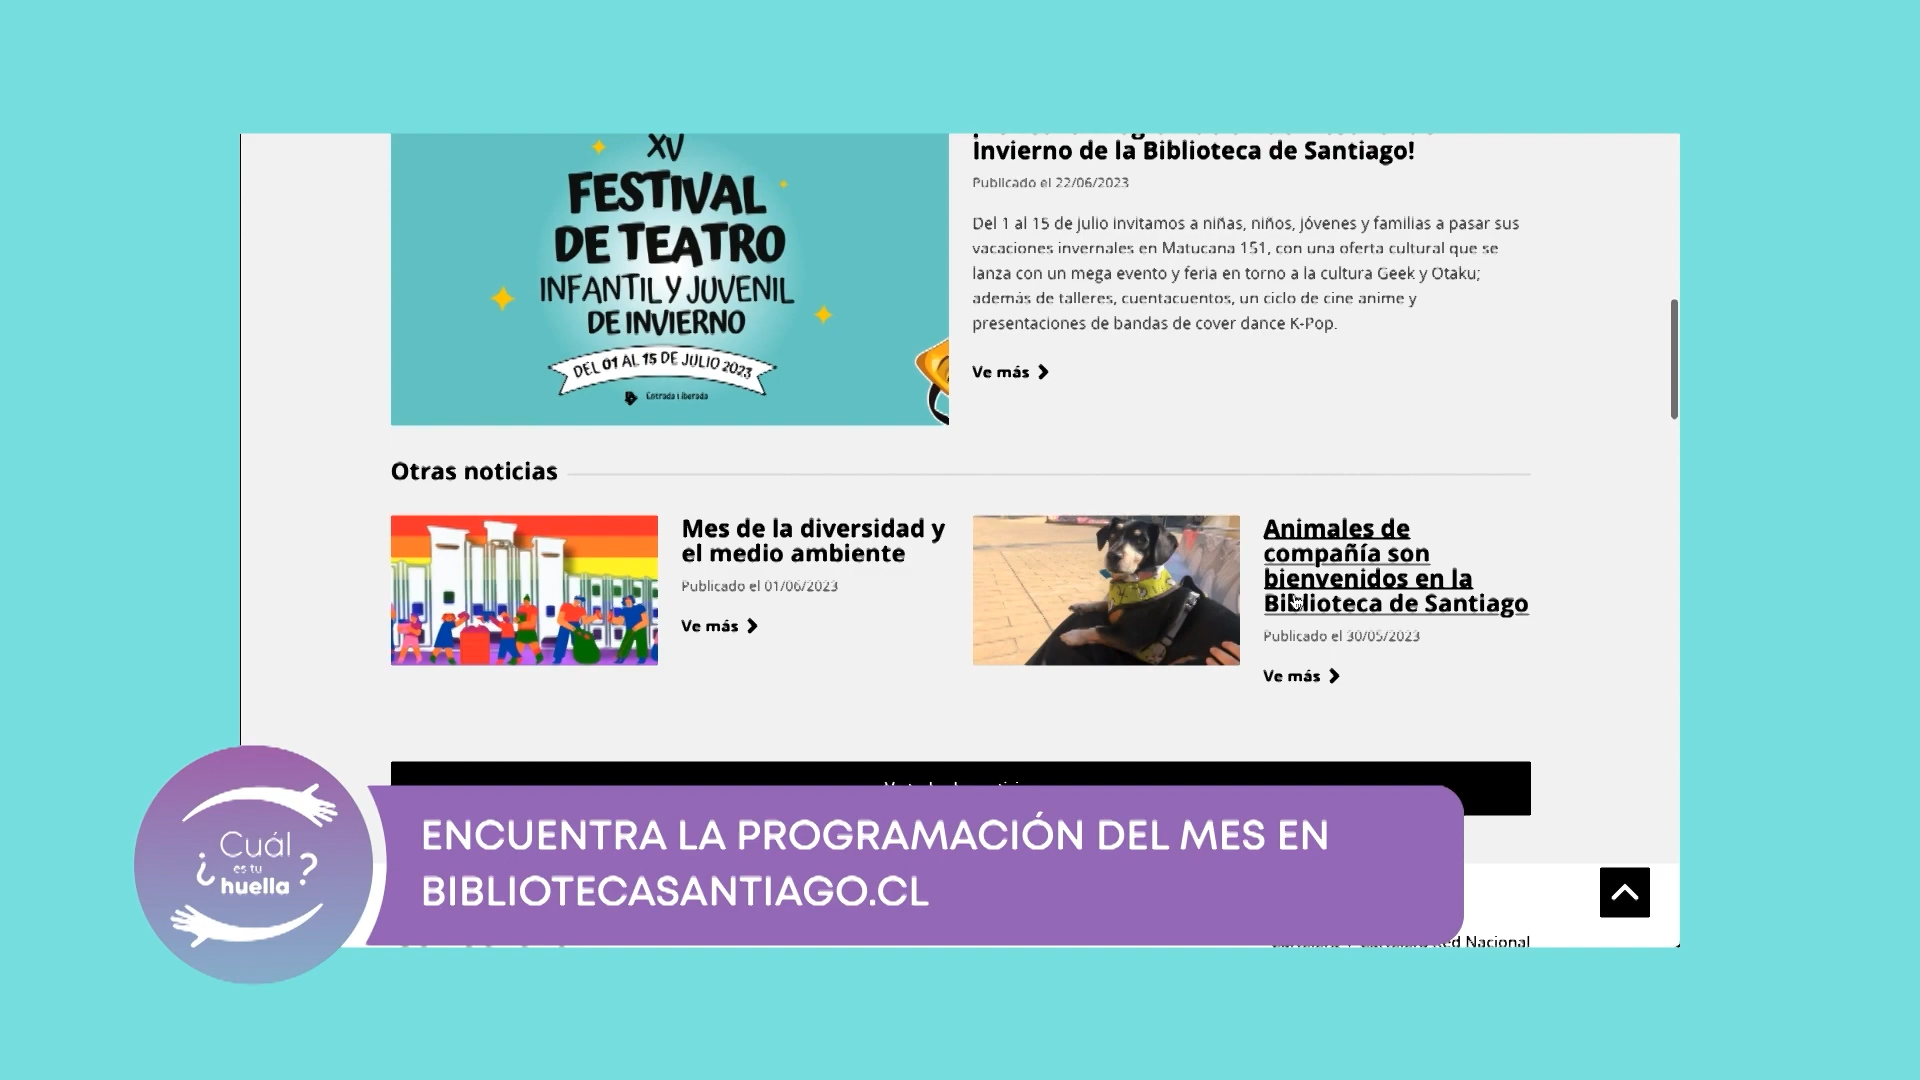 XV
FESTIVAL
DE TEATRO
INFANTIL Y JUVENIL
DE INVIERNO
DEL 01 AL 15 DE JULIO 2023
Entrada Liberada
Invierno de la Biblioteca de Santiago!
Publicado el 22/06/2023
Del 1 al 15 de julio invitamos a niñas, niños, jóvenes y familias a pasar sus
vacaciones invernales en Matucana 151, con una oferta cultural que se
lanza con un mega evento y feria en torno a la cultura Geek y Otaku;
además de talleres, cuentacuentos, un ciclo de cine anime y
presentaciones de bandas de cover dance K-Pop.
Ve más
Otras noticias
Mes de la diversidad y
el medio ambiente
Publicado el 01/06/2023
Ve más
Animales de
compañía son
bienvenidos en la
Biblioteca de Santiago
Publicado el 30/05/2023
Ve más
¿Cuál
es tu
huella?
ENCUENTRA LA PROGRAMACIÓN DEL MES EN
BIBLIOTECASANTIAGO.CL
Nacional